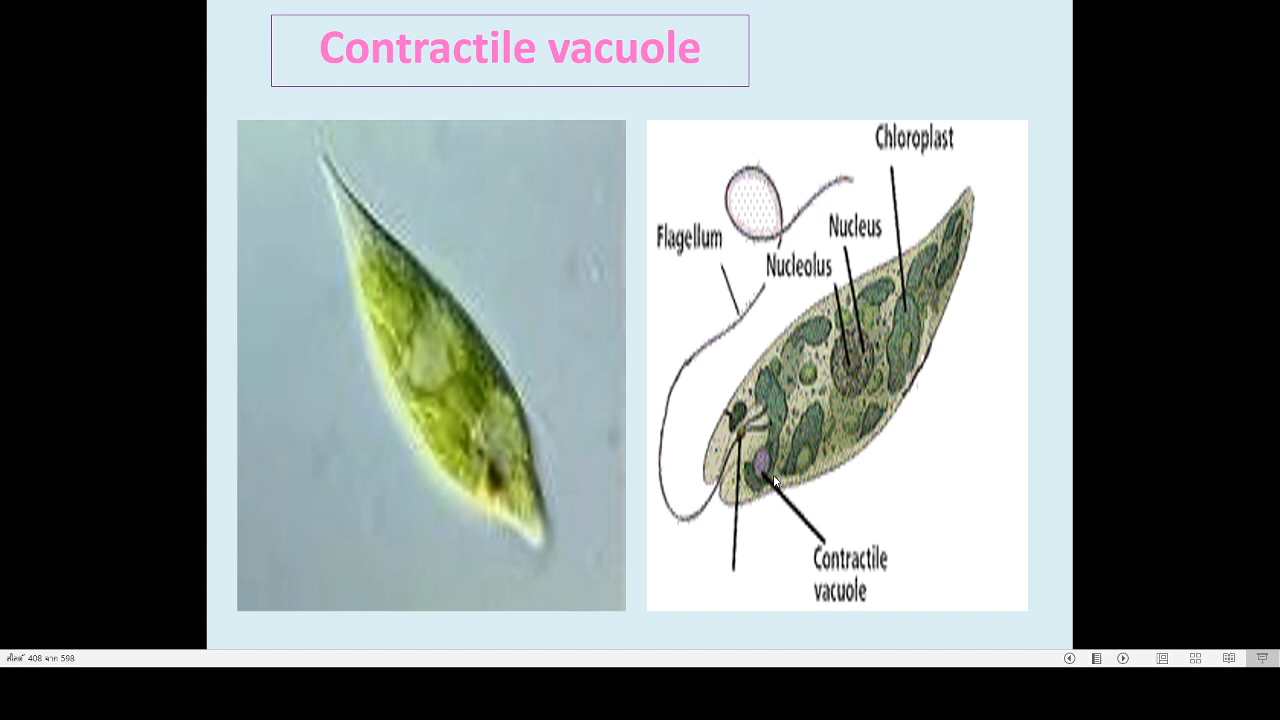 Contractile vacuole
Chloroplast
Nucleus
Flagellum
Nucleolus
Contractile
vacuole
สไลด์ 408 จาก 598